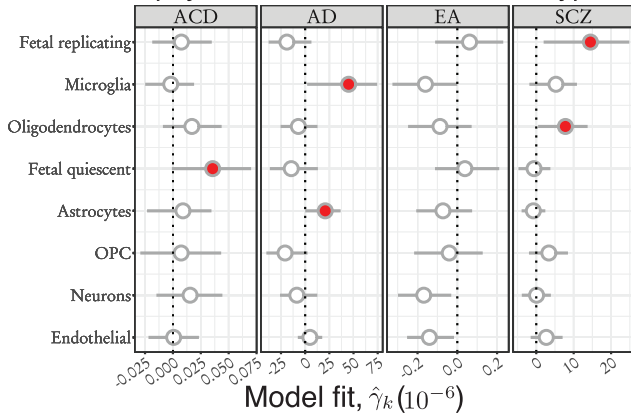 ACD AD EA SCZ
Fetal replicating
Microglia
Oligodendrocytes
Fetal quiescent
Astrocytes
OPC
Neurons
Endothelial
-0.025 0.000 0.025 0.050 0.075 -25 0 25 50 75 -0.2 0.0 0.2 0 10 20
Model fit, γ̂k (10−6)